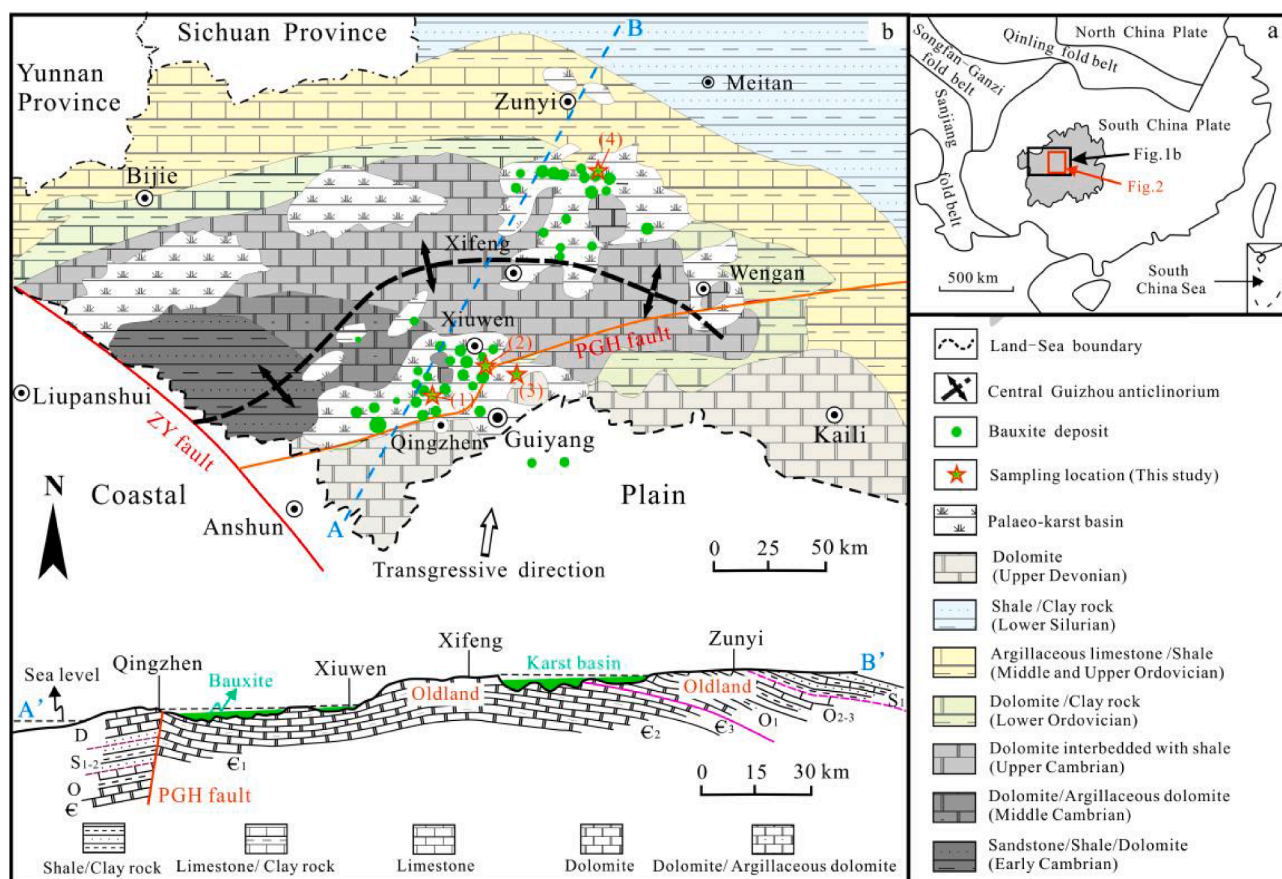 Sichuan Province
B
b
Yunnan
Province
Zunyi
Meitan
(4)
Bijie
Xifeng
Wengan
Xiuwen
PGH fault
(2)
(3)
(1)
Liupanshui
ZY fault
Qingzhen
Guiyang
Kaili
N
Coastal
Plain
Anshun
A
Transgressive direction
0 25 50 km
a
North China Plate
Qinling fold belt
Songfan-Ganzi
fold belt
Sanjiang
fold belt
South China Plate
Fig.1b
Fig.2
500 km
South
China Sea
Land-Sea boundary
Central Guizhou anticlinorium
Bauxite deposit
Sampling location (This study)
Palaeo-karst basin
Dolomite
(Upper Devonian)
Shale/Clay rock
(Lower Silurian)
Argillaceous limestone/Shale
(Middle and Upper Ordovician)
Dolomite/Clay rock
(Lower Ordovician)
Dolomite interbedded with shale
(Upper Cambrian)
Dolomite/Argillaceous dolomite
(Middle Cambrian)
Sandstone/Shale/Dolomite
(Early Cambrian)
Sea level
Qingzhen
Xiuwen
Xifeng
Zunyi
A'
B'
Bauxite
Karst basin
Oldland
Oldland
D
S1-2
O
Є
Є1
Є2
Є3
O1
O2-3
S1
PGH fault
0 15 30 km
Shale/Clay rock
Limestone/Clay rock
Limestone
Dolomite
Dolomite/Argillaceous dolomite